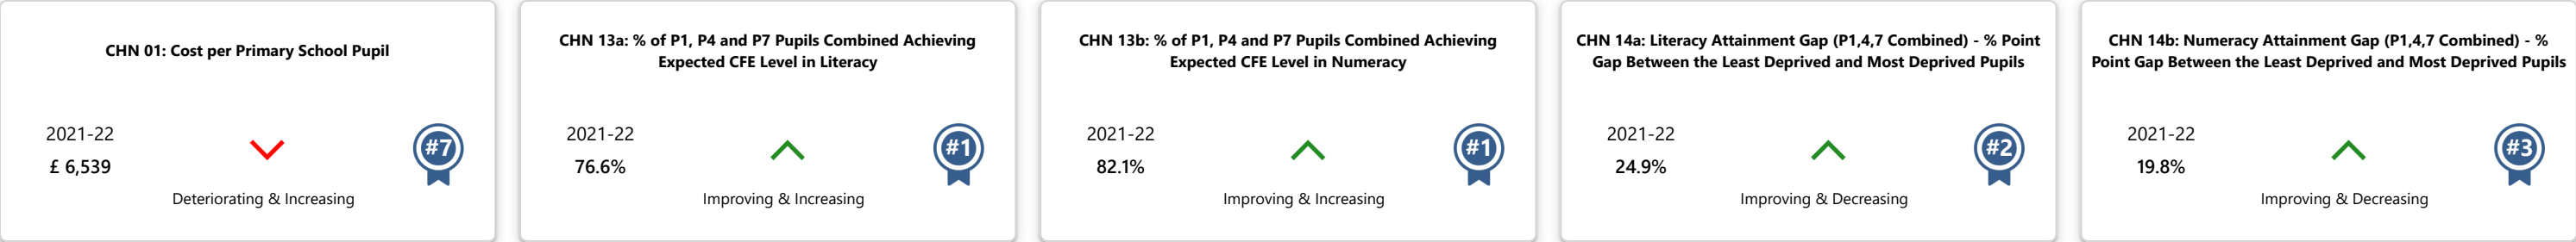 CHN 01: Cost per Primary School Pupil
2021-22
£ 6,539
#7
Deteriorating & Increasing
CHN 13a: % of P1, P4 and P7 Pupils Combined Achieving
Expected CFE Level in Literacy
2021-22
76.6%
#1
Improving & Increasing
CHN 13b: % of P1, P4 and P7 Pupils Combined Achieving
Expected CFE Level in Numeracy
2021-22
82.1%
#1
Improving & Increasing
CHN 14a: Literacy Attainment Gap (P1,4,7 Combined) - % Point
Gap Between the Least Deprived and Most Deprived Pupils
2021-22
24.9%
#2
Improving & Decreasing
CHN 14b: Numeracy Attainment Gap (P1,4,7 Combined) - %
Point Gap Between the Least Deprived and Most Deprived Pupils
2021-22
19.8%
#3
Improving & Decreasing